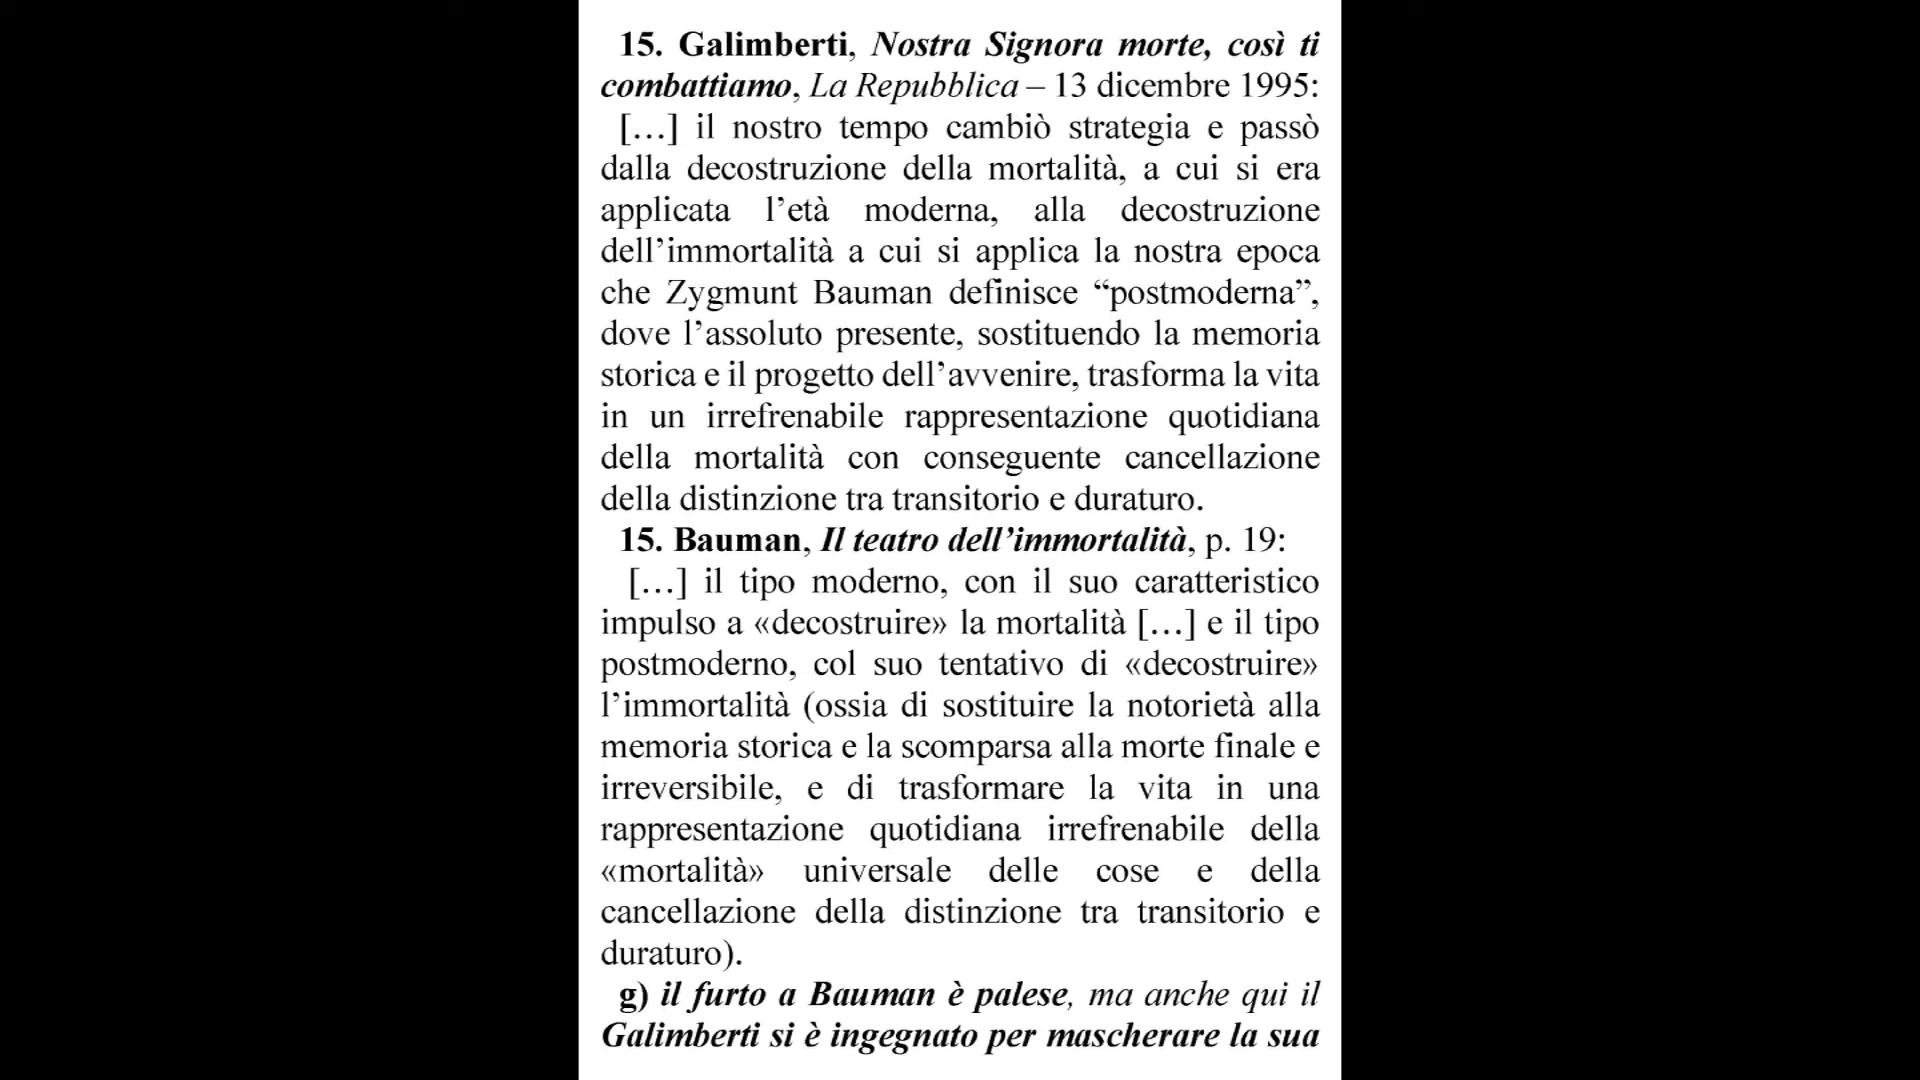 15. Galimberti, Nostra Signora morte, così ti
combattiamo, La Repubblica – 13 dicembre 1995:
[…] il nostro tempo cambiò strategia e passò
dalla decostruzione della mortalità, a cui si era
applicata l’età moderna, alla decostruzione
dell’immortalità a cui si applica la nostra epoca
che Zygmunt Bauman definisce “postmoderna”,
dove l’assoluto presente, sostituendo la memoria
storica e il progetto dell’avvenire, trasforma la vita
in un irrefrenabile rappresentazione quotidiana
della mortalità con conseguente cancellazione
della distinzione tra transitorio e duraturo.
15. Bauman, Il teatro dell’immortalità, p. 19:
[…] il tipo moderno, con il suo caratteristico
impulso a «decostruire» la mortalità […] e il tipo
postmoderno, col suo tentativo di «decostruire»
l’immortalità (ossia di sostituire la notorietà alla
memoria storica e la scomparsa alla morte finale e
irreversibile, e di trasformare la vita in una
rappresentazione quotidiana irrefrenabile della
«mortalità» universale delle cose e della
cancellazione della distinzione tra transitorio e
duraturo).
g) il furto a Bauman è palese, ma anche qui il
Galimberti si è ingegnato per mascherare la sua